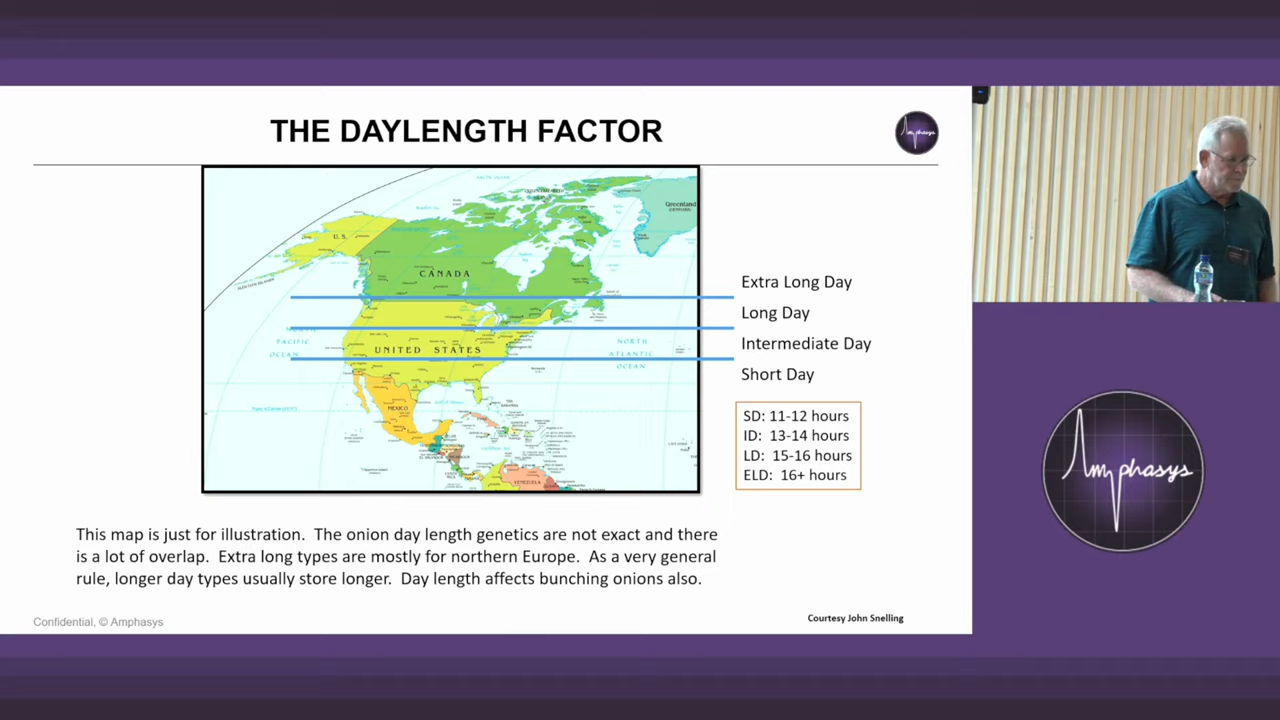 THE DAYLENGTH FACTOR
Amphasys
Greenland
U.S.
CANADA
PACIFIC
OCEAN
UNITED STATES
NORTH
ATLANTIC
OCEAN
MEXICO
VENEZUELA
Extra Long Day
Long Day
Intermediate Day
Short Day
SD: 11-12 hours
ID: 13-14 hours
LD: 15-16 hours
ELD: 16+ hours
Amphasys
This map is just for illustration. The onion day length genetics are not exact and there
is a lot of overlap. Extra long types are mostly for northern Europe. As a very general
rule, longer day types usually store longer. Day length affects bunching onions also.
Confidential, © Amphasys
Courtesy John Snelling